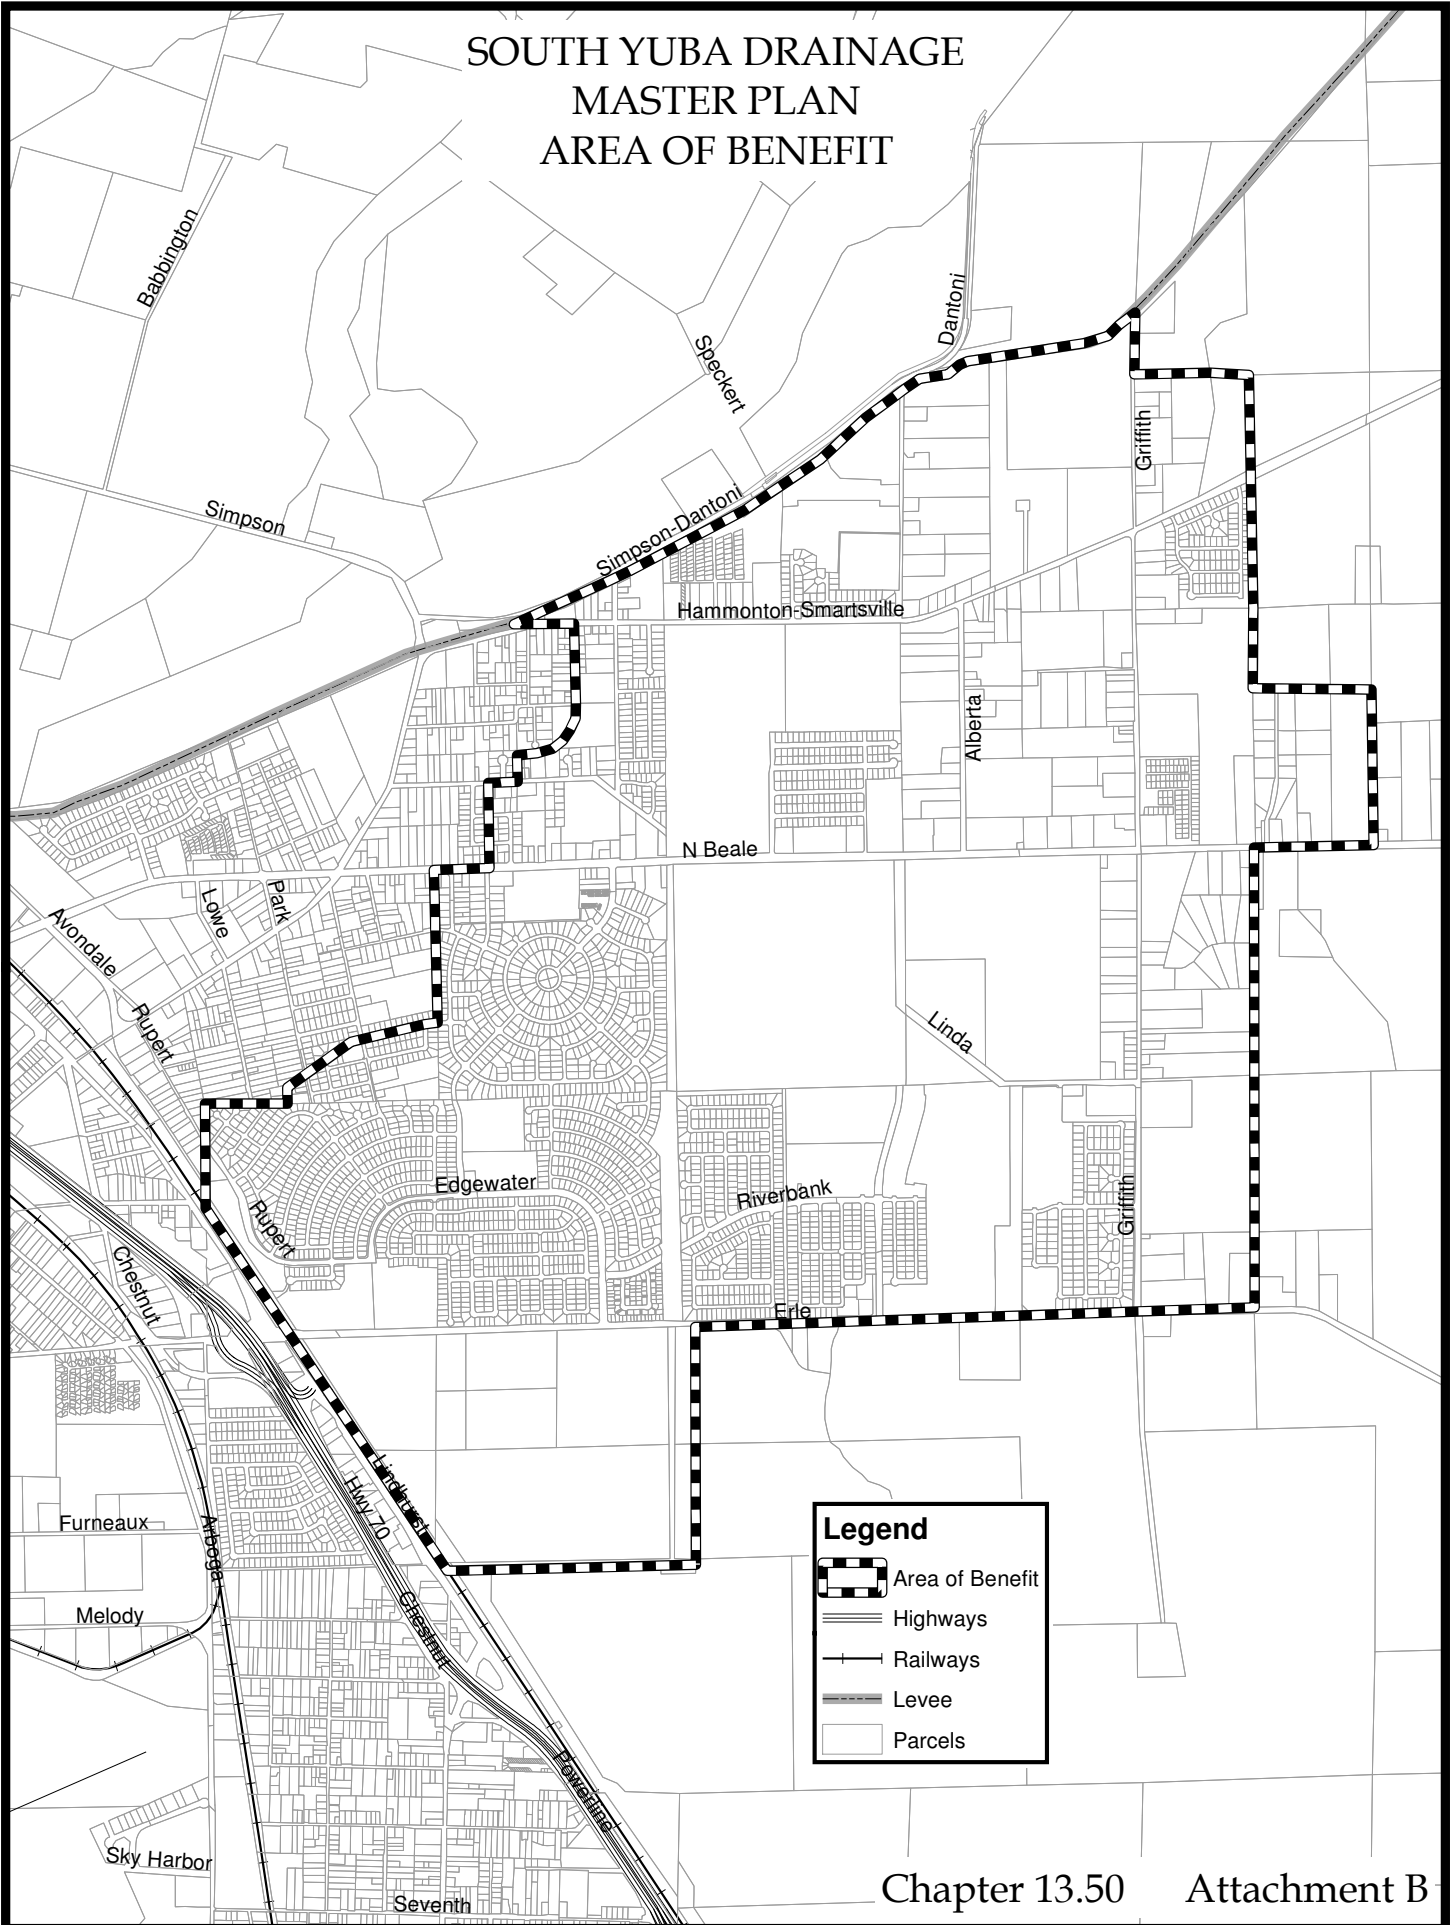 SOUTH YUBA DRAINAGE
MASTER PLAN
AREA OF BENEFIT
Babbington
Dantoni
Speckert
Griffith
Simpson
Simpson-Dantoni
Hammonton-Smartsville
Alberta
N Beale
Lowe
Park
Avondale
Rupert
Linda
Edgewater
Riverbank
Griffith
Rupert
Chestnut
Erle
Lindhurst
Hwy 70
Furneaux
Arboga
Melody
Chestnut
Powerline
Sky Harbor
Seventh
Legend
Area of Benefit
Highways
Railways
Levee
Parcels
Chapter 13.50 Attachment B